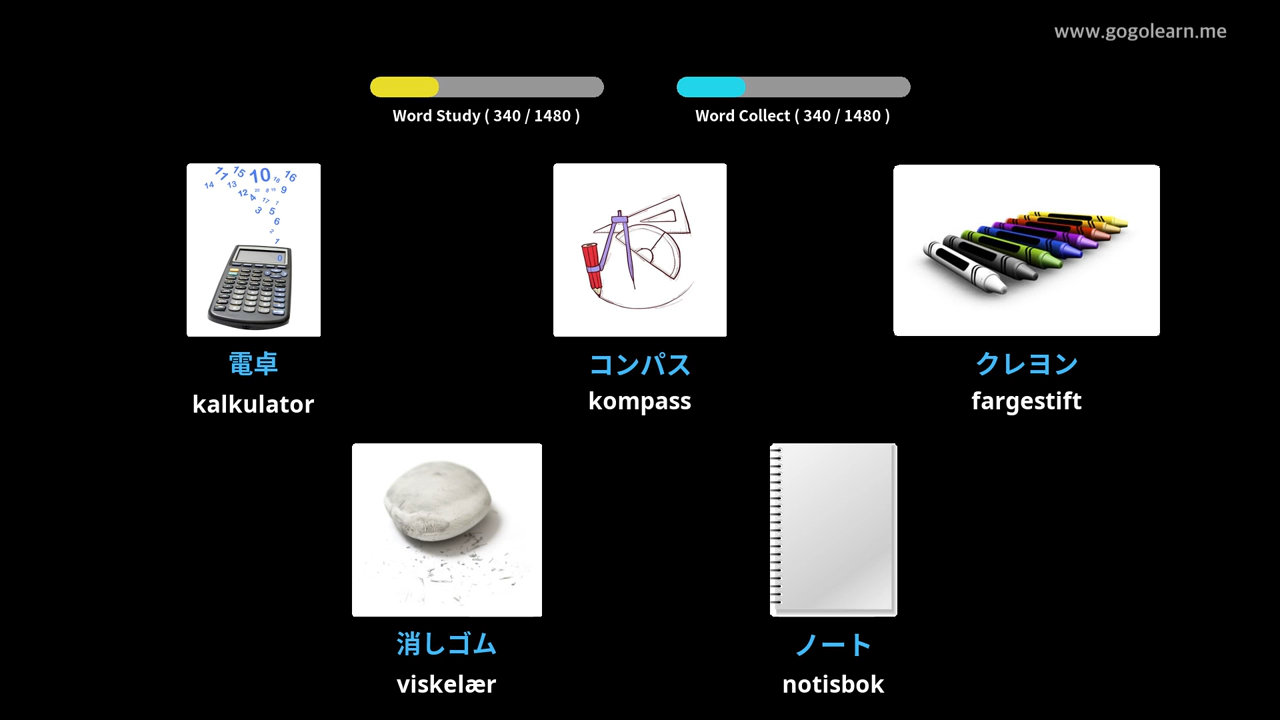 www.gogolearn.me
Word Study ( 340 / 1480 )
Word Collect ( 340 / 1480 )
電卓
kalkulator
コンパス
kompass
クレヨン
fargestift
消しゴム
viskelær
ノート
notisbok